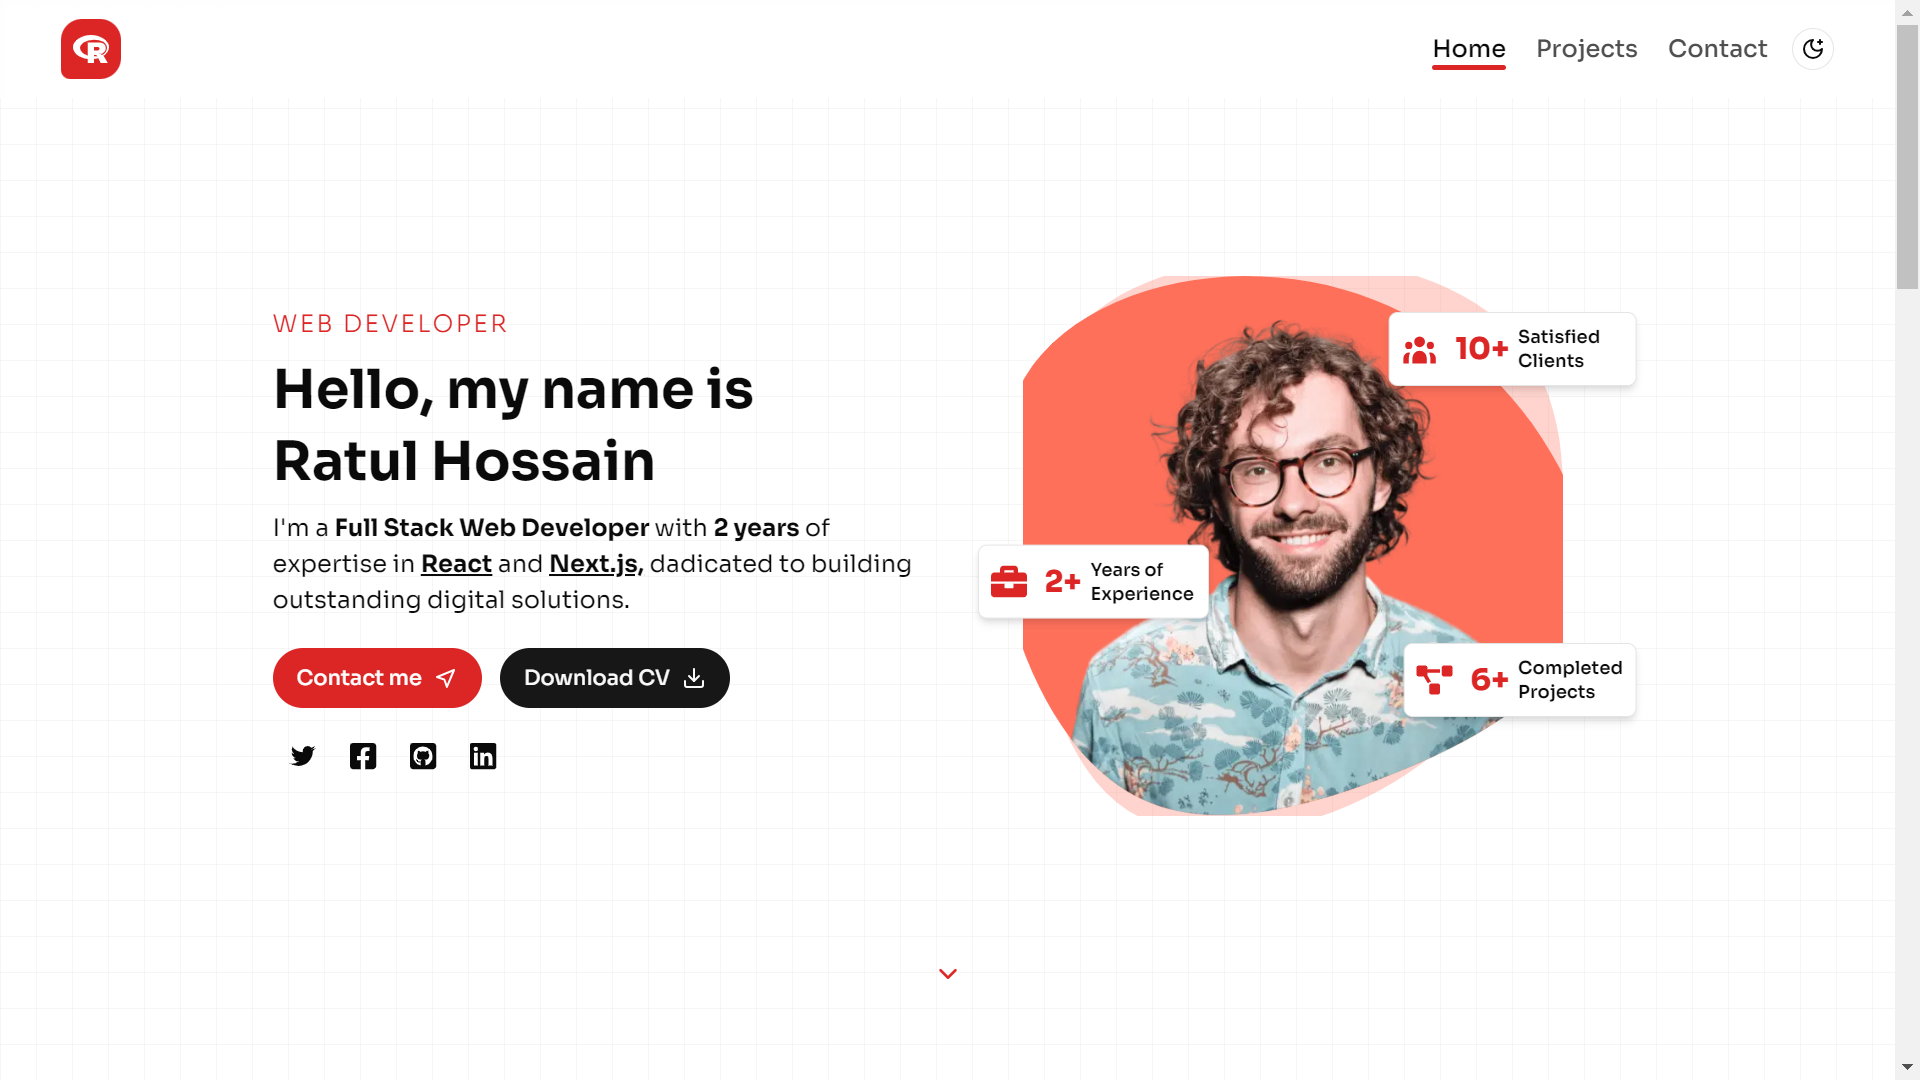 R
Home Projects Contact
WEB DEVELOPER
Hello, my name is
Ratul Hossain
I'm a Full Stack Web Developer with 2 years of
expertise in React and Next.js, dadicated to building
outstanding digital solutions.
Contact me
Download CV
10+ Satisfied
Clients
2+ Years of
Experience
6+ Completed
Projects